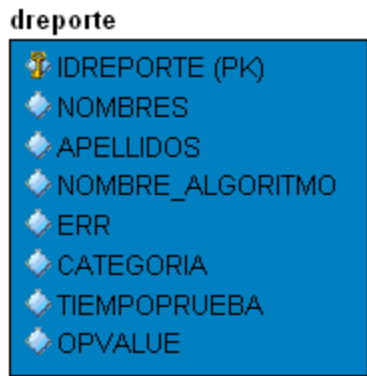 dreporte
IDREPORTE (PK)
NOMBRES
APELLIDOS
NOMBRE_ALGORITMO
ERR
CATEGORIA
TIEMPOPRUEBA
OPVALUE